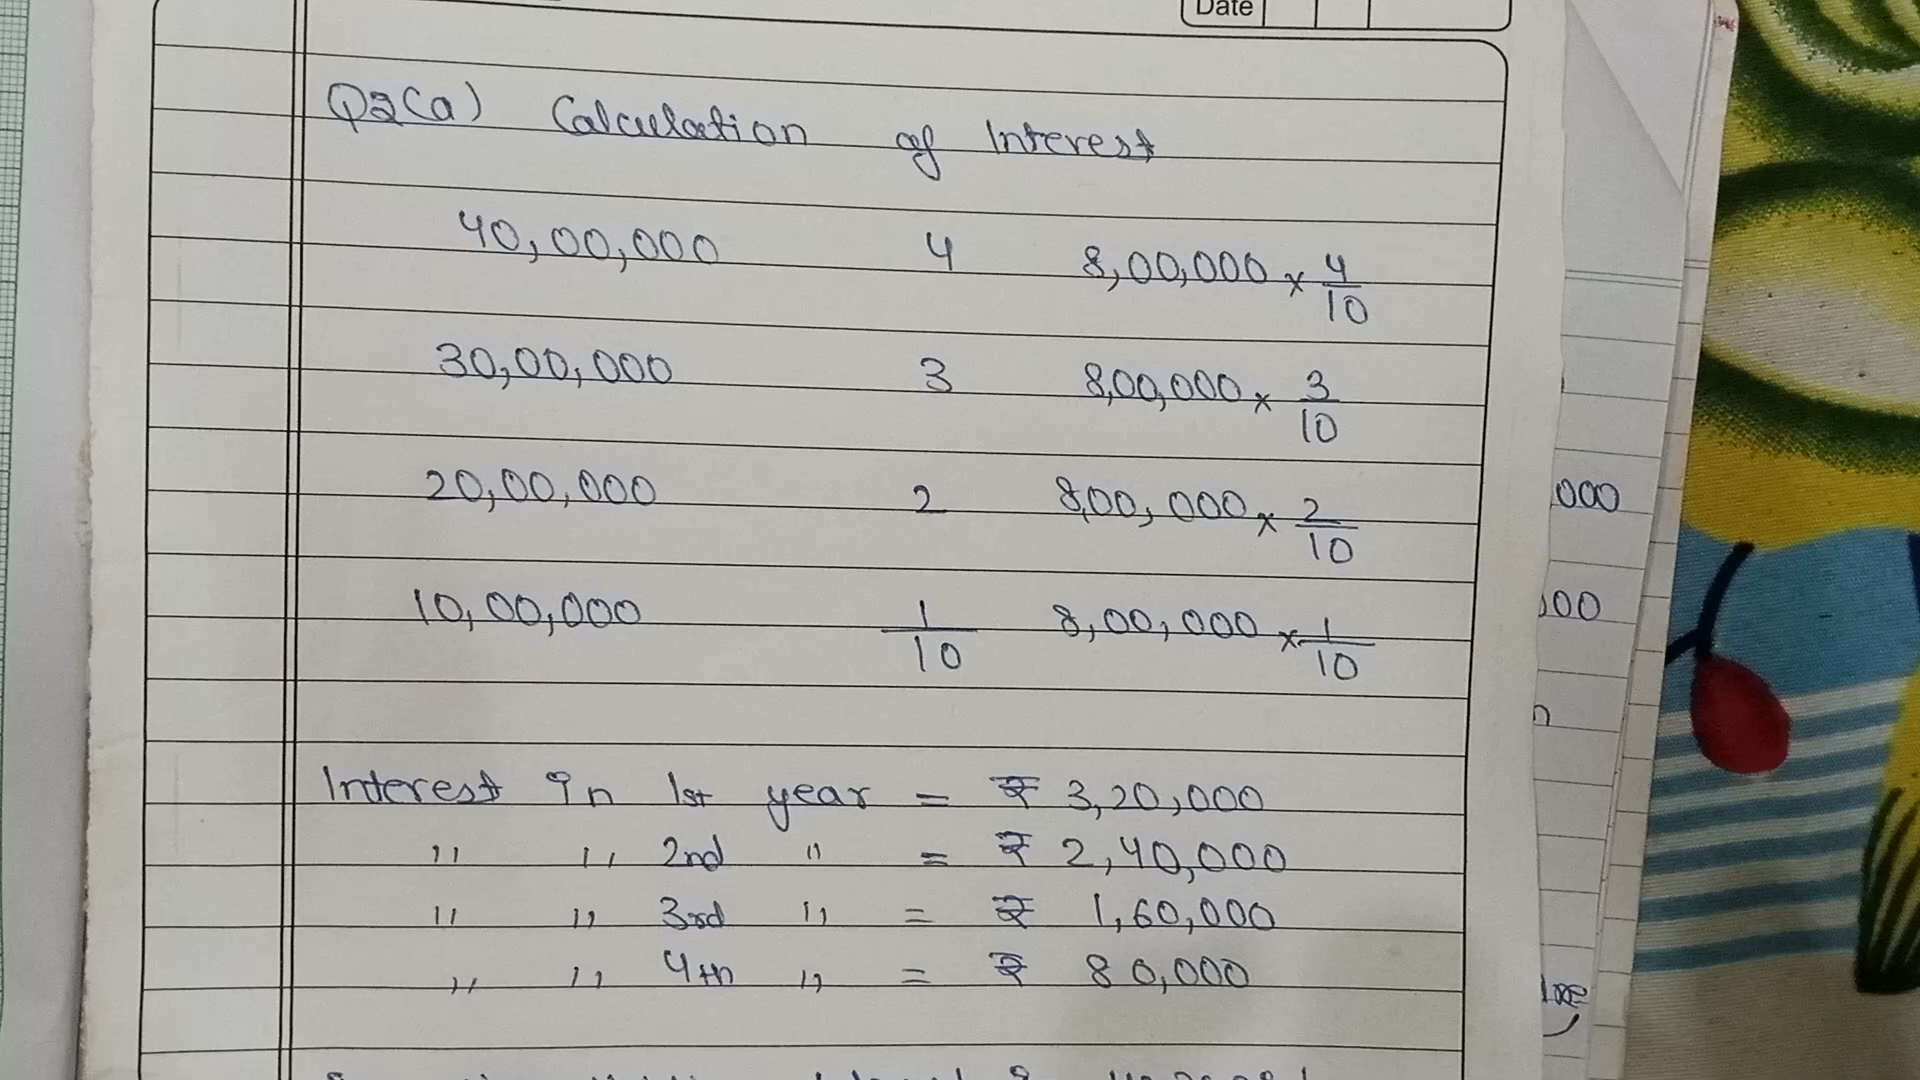 Date
Q2(a) Calculation of Interest
40,00,000 4 8,00,000 × 4/10
30,00,000 3 8,00,000 × 3/10
20,00,000 2 8,00,000 × 2/10
10,00,000 1/10 8,00,000 × 1/10
Interest in 1st year = ₹ 3,20,000
" " 2nd " = ₹ 2,40,000
" " 3rd " = ₹ 1,60,000
" " 4th " = ₹ 80,000
000
000